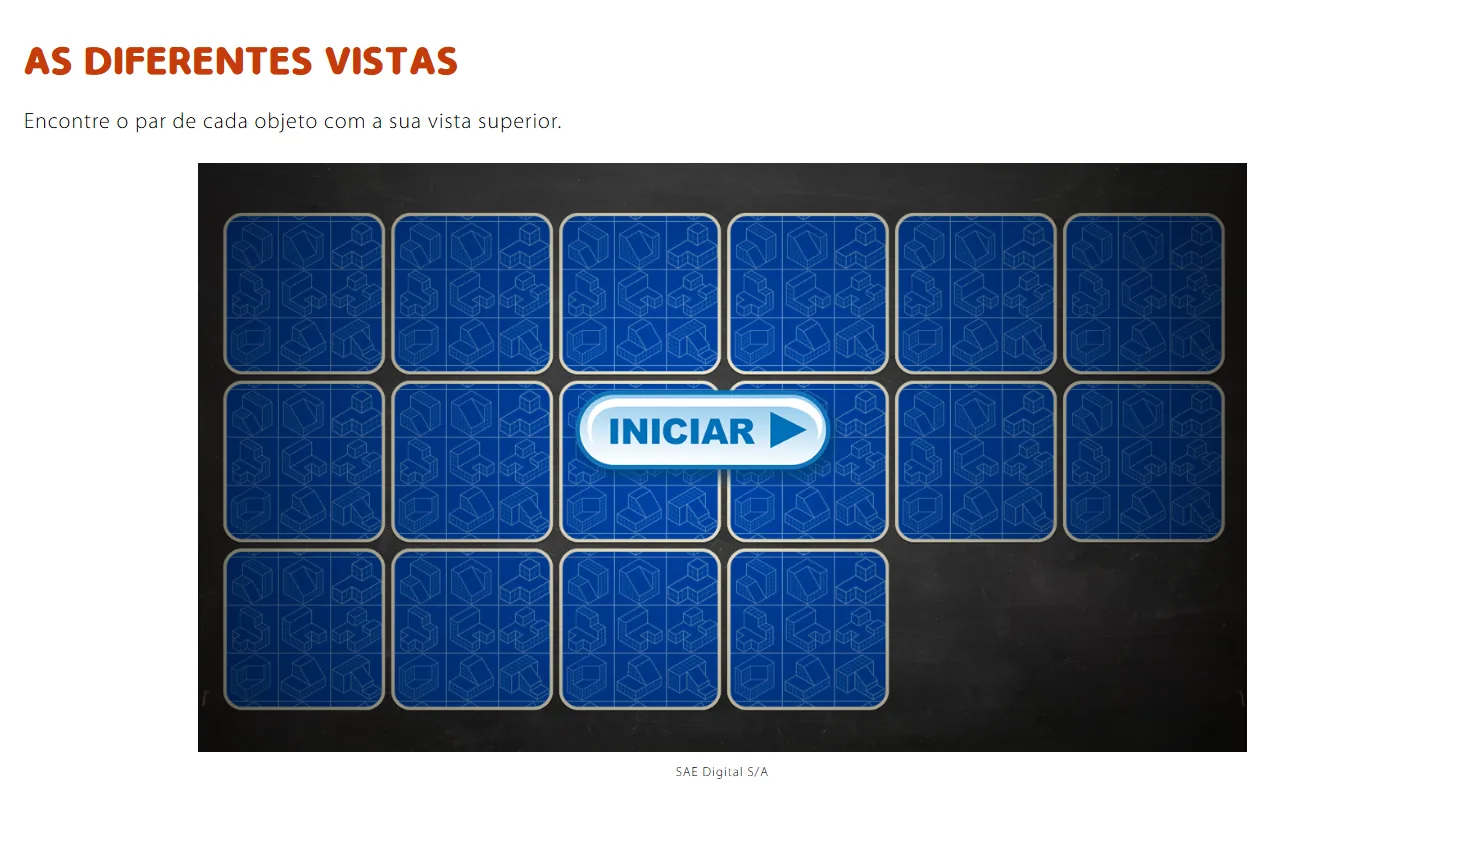 AS DIFERENTES VISTAS
Encontre o par de cada objeto com a sua vista superior.
INICIAR
SAE Digital S/A